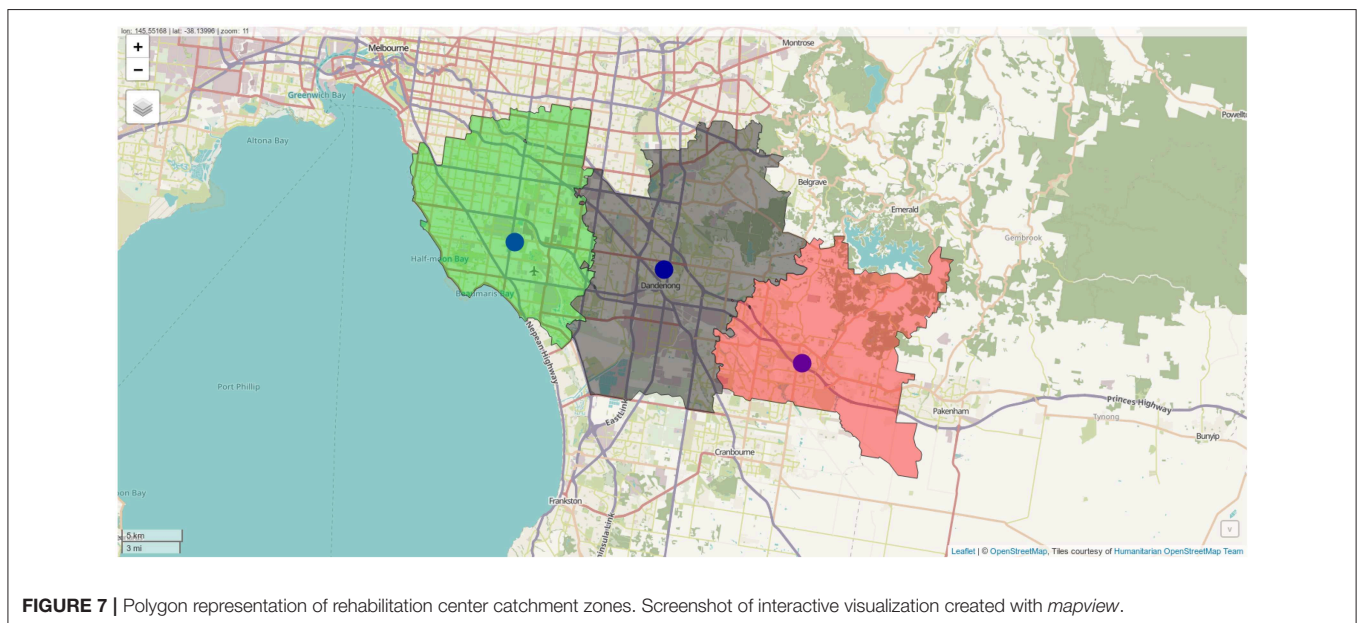 lon: 145.55168 | lat: -38.13996 | zoom: 11
+
−
Melbourne
Montrose
Greenwich Bay
Altona Bay
Belgrave
Emerald
Gembrook
Half-moon Bay
Dandenong
Beaumaris Bay
Nepean Highway
Port Phillip
EastLink
Pakenham
Princes Highway
Tynong
Bunyip
Cranbourne
Frankston
5 km
3 mi
Leaflet | © OpenStreetMap, Tiles courtesy of Humanitarian OpenStreetMap Team
FIGURE 7 | Polygon representation of rehabilitation center catchment zones. Screenshot of interactive visualization created with mapview.